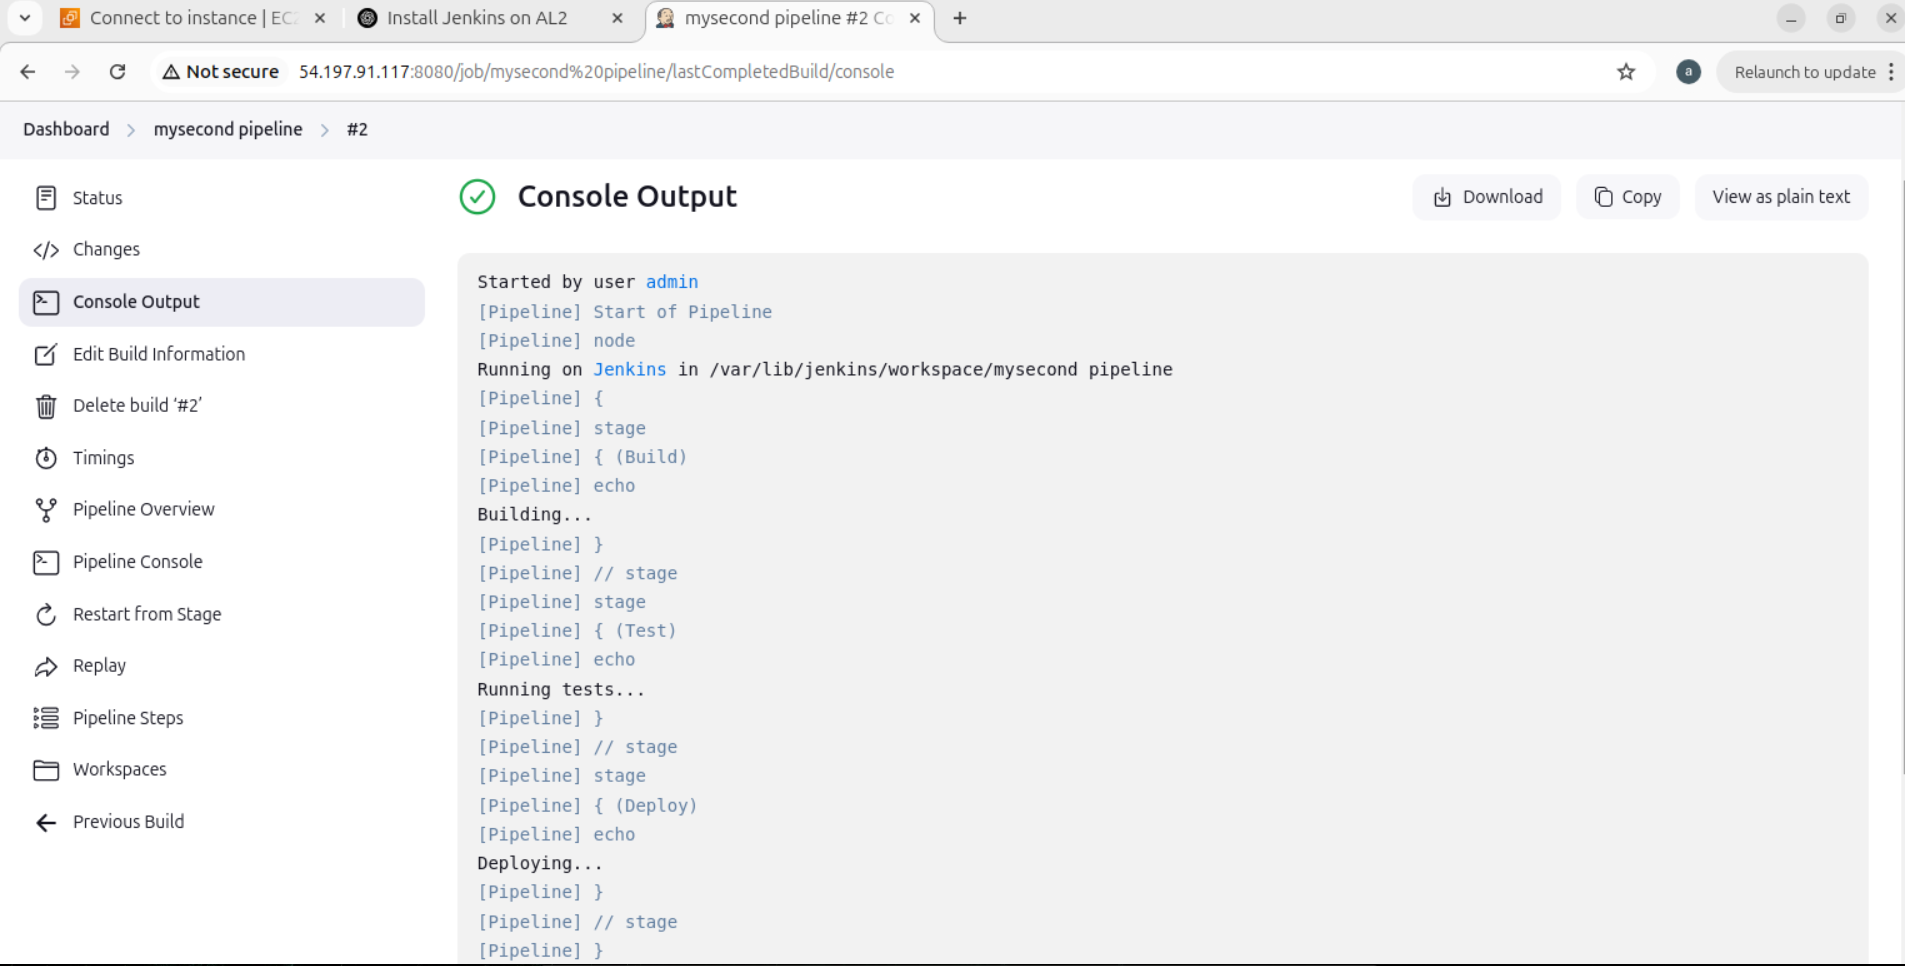 Connect to instance | EC2
Install Jenkins on AL2
mysecond pipeline #2 Co
Not secure
54.197.91.117:8080/job/mysecond%20pipeline/lastCompletedBuild/console
a
Relaunch to update
Dashboard
mysecond pipeline
#2
Status
Changes
Console Output
Edit Build Information
Delete build ‘#2’
Timings
Pipeline Overview
Pipeline Console
Restart from Stage
Replay
Pipeline Steps
Workspaces
Previous Build
Console Output
Download
Copy
View as plain text
Started by user admin
[Pipeline] Start of Pipeline
[Pipeline] node
Running on Jenkins in /var/lib/jenkins/workspace/mysecond pipeline
[Pipeline] {
[Pipeline] stage
[Pipeline] { (Build)
[Pipeline] echo
Building...
[Pipeline] }
[Pipeline] // stage
[Pipeline] stage
[Pipeline] { (Test)
[Pipeline] echo
Running tests...
[Pipeline] }
[Pipeline] // stage
[Pipeline] stage
[Pipeline] { (Deploy)
[Pipeline] echo
Deploying...
[Pipeline] }
[Pipeline] // stage
[Pipeline] }